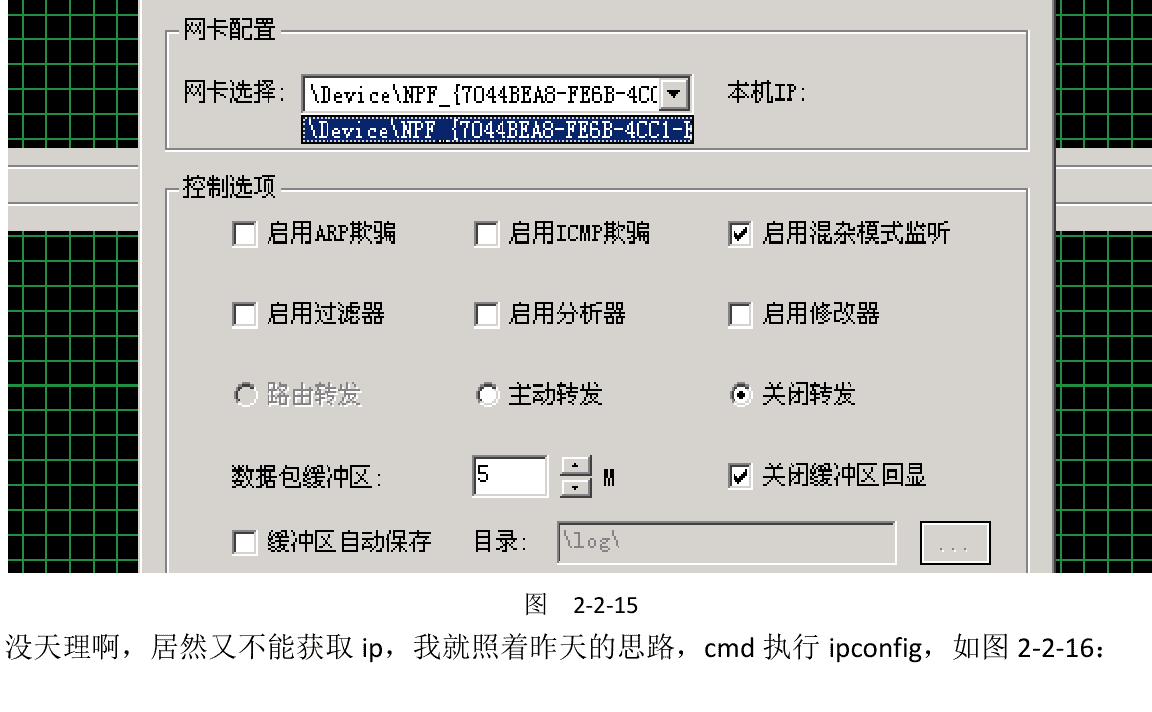 网卡配置
网卡选择: \Device\NPF_{7044BEA8-FE6B-4CC 本机IP:
\Device\NPF_{7044BEA8-FE6B-4CC1-E
控制选项
启用ARP欺骗 启用ICMP欺骗 启用混杂模式监听
启用过滤器 启用分析器 启用修改器
路由转发 主动转发 关闭转发
数据包缓冲区: 5 M 关闭缓冲区回显
缓冲区自动保存 目录: \log\ ...
图 2-2-15
没天理啊，居然又不能获取 ip，我就照着昨天的思路，cmd 执行 ipconfig，如图 2-2-16：